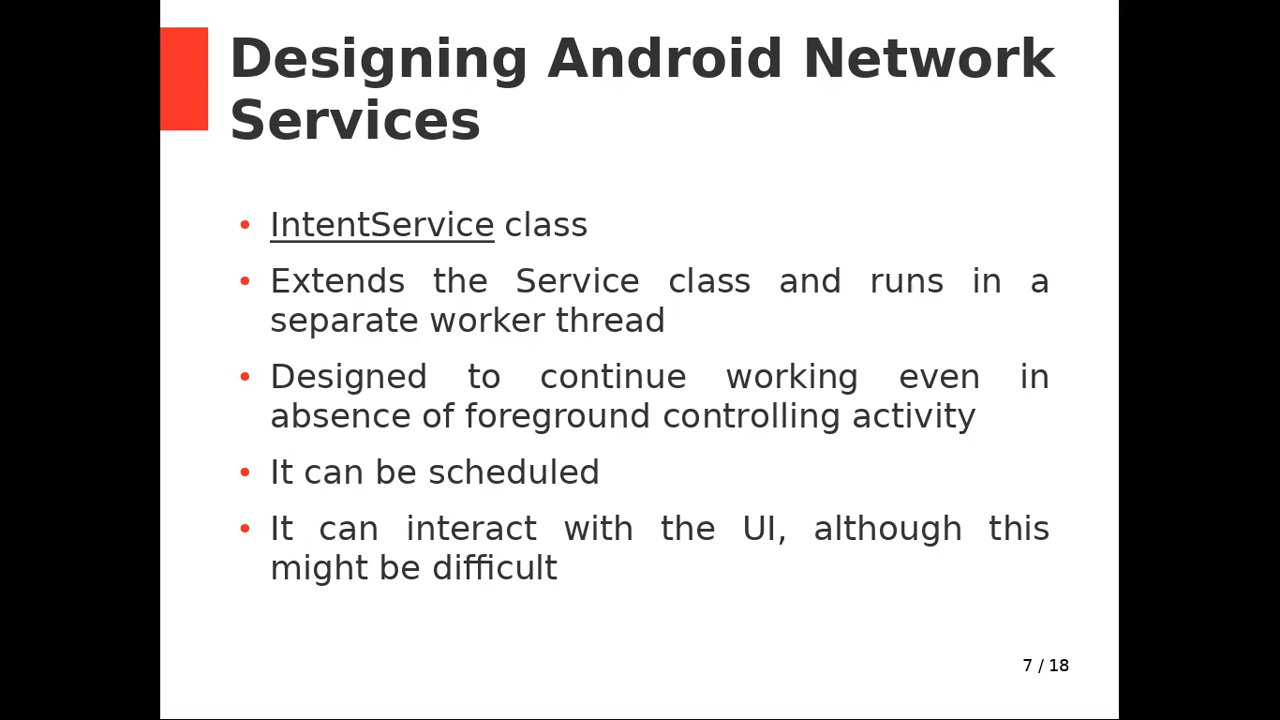 Designing Android Network
Services
• IntentService class
• Extends the Service class and runs in a
separate worker thread
• Designed to continue working even in
absence of foreground controlling activity
• It can be scheduled
• It can interact with the UI, although this
might be difficult
7 / 18